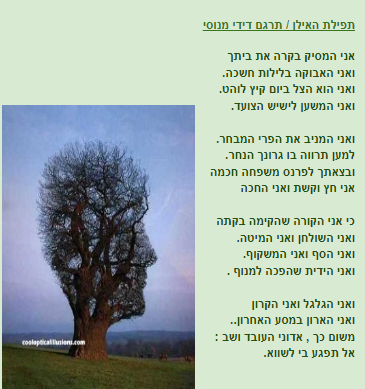 תפילת האילן / תרגם דידי מנוסי
אני המסיק בקרה את ביתך
ואני האבוקה בלילות חשכה.
ואני הוא הצל ביום קיץ לוהט.
ואני המשען לישיש הצועד.
ואני המניב את הפרי המבחר.
למען תרווה בו גרונך הנחר.
ובצאתך לפרנס משפחה חכמה
אני חץ וקשת ואני החכה
כי אני הקורה שהקימה בקתה
ואני השולחן ואני המיטה.
ואני הסף ואני המשקוף.
ואני הידית שהפכה למנוף .
ואני הגלגל ואני הקרון
ואני הארון במסע האחרון..
משום כך , אדוני העובד ושב :
אל תפגע בי לשווא.
cooloptticalillusions.com